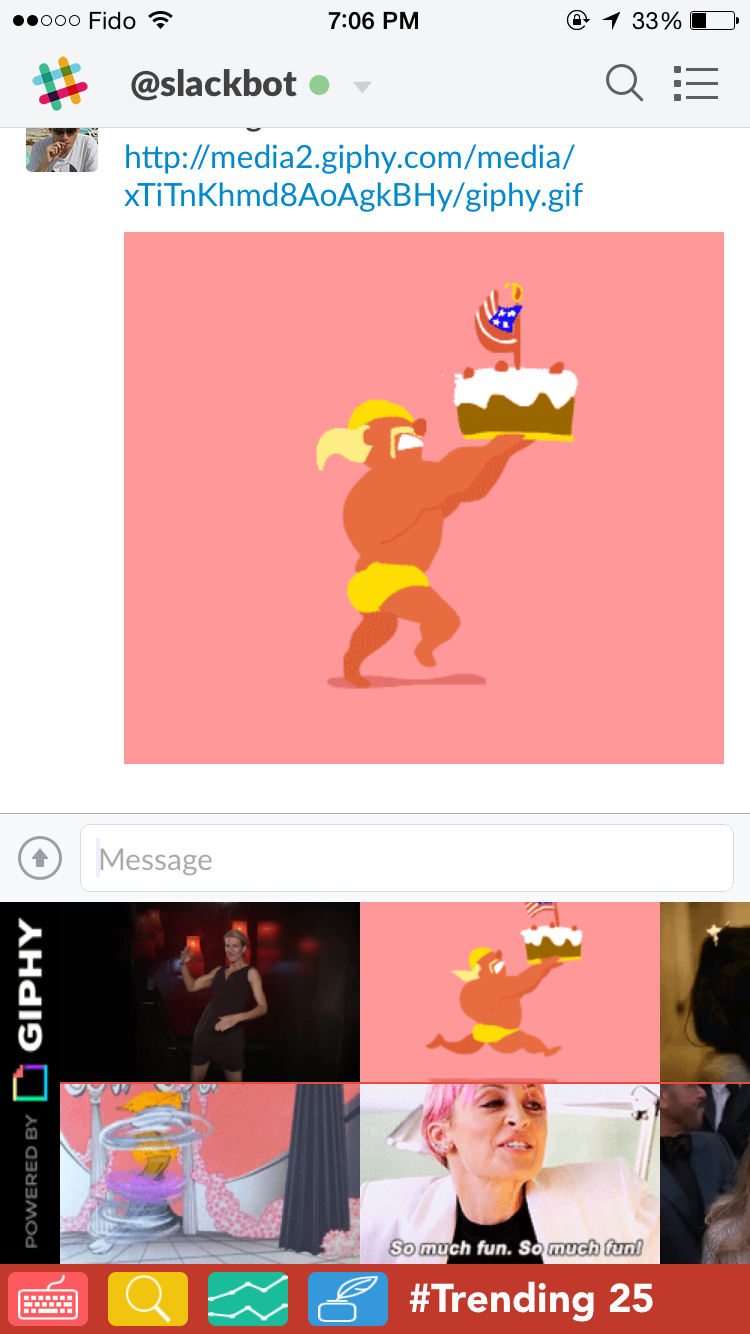 Fido 7:06 PM 33%
@slackbot
http://media2.giphy.com/media/
xTiTnKhmd8AoAgkBHy/giphy.gif
Message
POWERED BY GIPHY
So much fun. So much fun!
#Trending 25